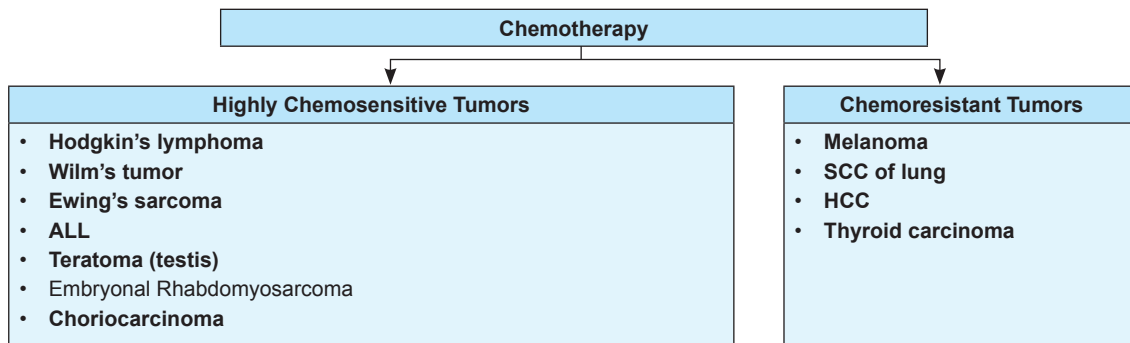 Chemotherapy
Highly Chemosensitive Tumors
• Hodgkin’s lymphoma
• Wilm’s tumor
• Ewing’s sarcoma
• ALL
• Teratoma (testis)
• Embryonal Rhabdomyosarcoma
• Choriocarcinoma
Chemoresistant Tumors
• Melanoma
• SCC of lung
• HCC
• Thyroid carcinoma